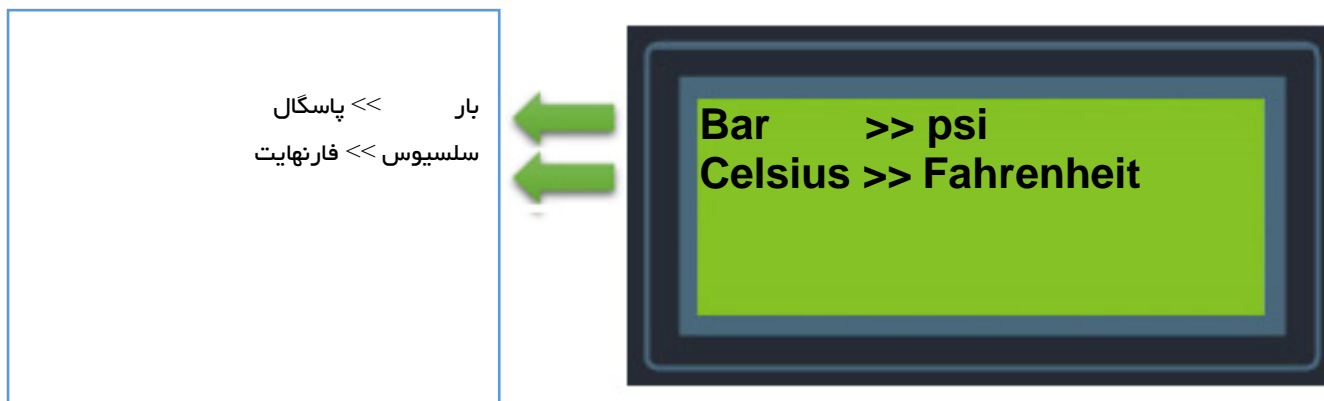 بار >> پاسگال
سلسیوس >> فارنهایت
Bar >> psi
Celsius >> Fahrenheit